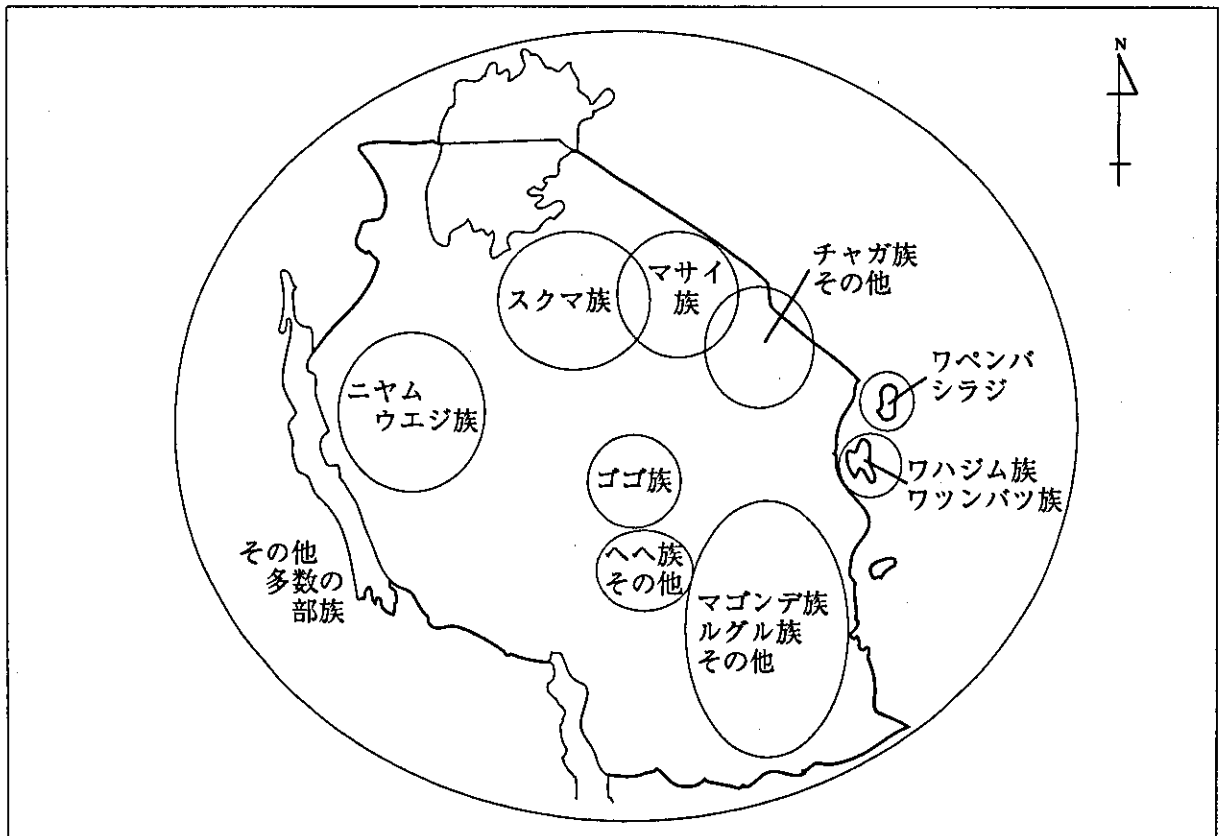 N
チャガ族
その他
マサイ
族
スクマ族
ワペンバ
シラジ
ニヤム
ウエジ族
ゴゴ族
ワハジム族
ワツンバツ族
ヘヘ族
その他
その他
多数の
部族
マゴンデ族
ルグル族
その他